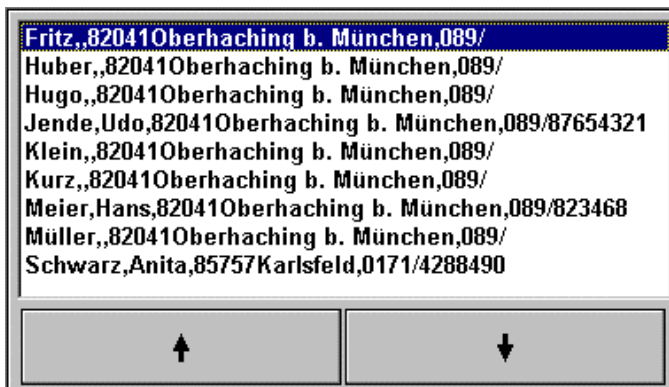 Fritz,,82041Oberhaching b. München,089/
Huber,,82041Oberhaching b. München,089/
Hugo,,82041Oberhaching b. München,089/
Jende,Udo,82041Oberhaching b. München,089/87654321
Klein,,82041Oberhaching b. München,089/
Kurz,,82041Oberhaching b. München,089/
Meier,Hans,82041Oberhaching b. München,089/823468
Müller,,82041Oberhaching b. München,089/
Schwarz,Anita,85757Karlsfeld,0171/4288490